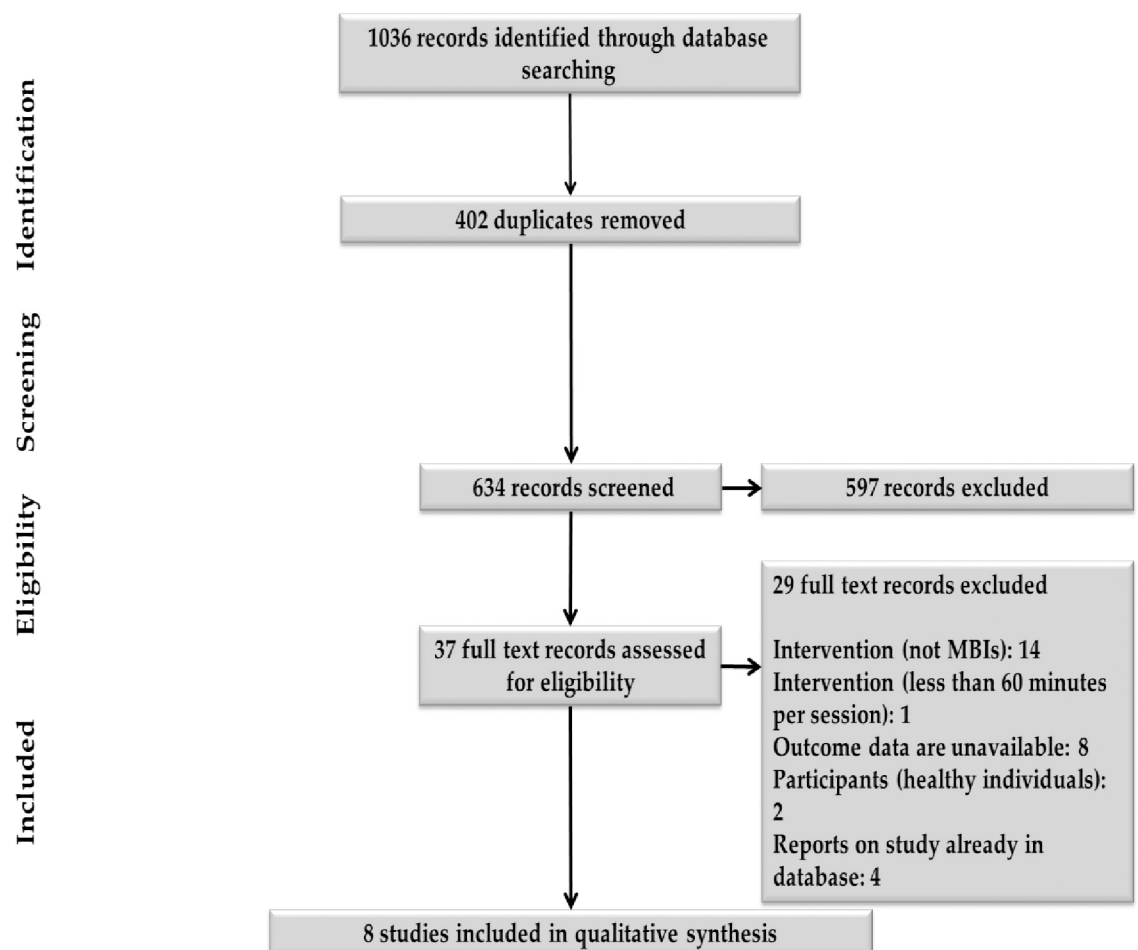 Identification
Screening
Eligibility
Included
1036 records identified through database
searching
402 duplicates removed
634 records screened
597 records excluded
37 full text records assessed
for eligibility
29 full text records excluded
Intervention (not MBIs): 14
Intervention (less than 60 minutes
per session): 1
Outcome data are unavailable: 8
Participants (healthy individuals):
2
Reports on study already in
database: 4
8 studies included in qualitative synthesis